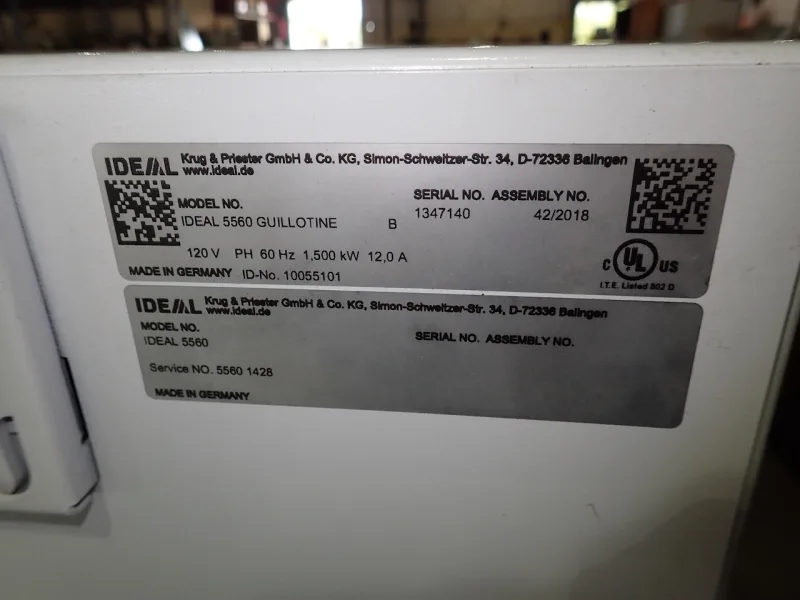 IDEAL Krug & Priester GmbH & Co. KG, Simon-Schweitzer-Str. 34, D-72336 Balingen
www.ideal.de
MODEL NO. SERIAL NO. ASSEMBLY NO.
IDEAL 5560 GUILLOTINE B 1347140 42/2018
120 V PH 60 Hz 1,500 kW 12,0 A
MADE IN GERMANY ID-No. 10055101
C UL US
I.T.E. Listed 802 D
IDEAL Krug & Priester GmbH & Co. KG, Simon-Schweitzer-Str. 34, D-72336 Balingen
www.ideal.de
MODEL NO. SERIAL NO. ASSEMBLY NO.
IDEAL 5560
Service NO. 5560 1428
MADE IN GERMANY